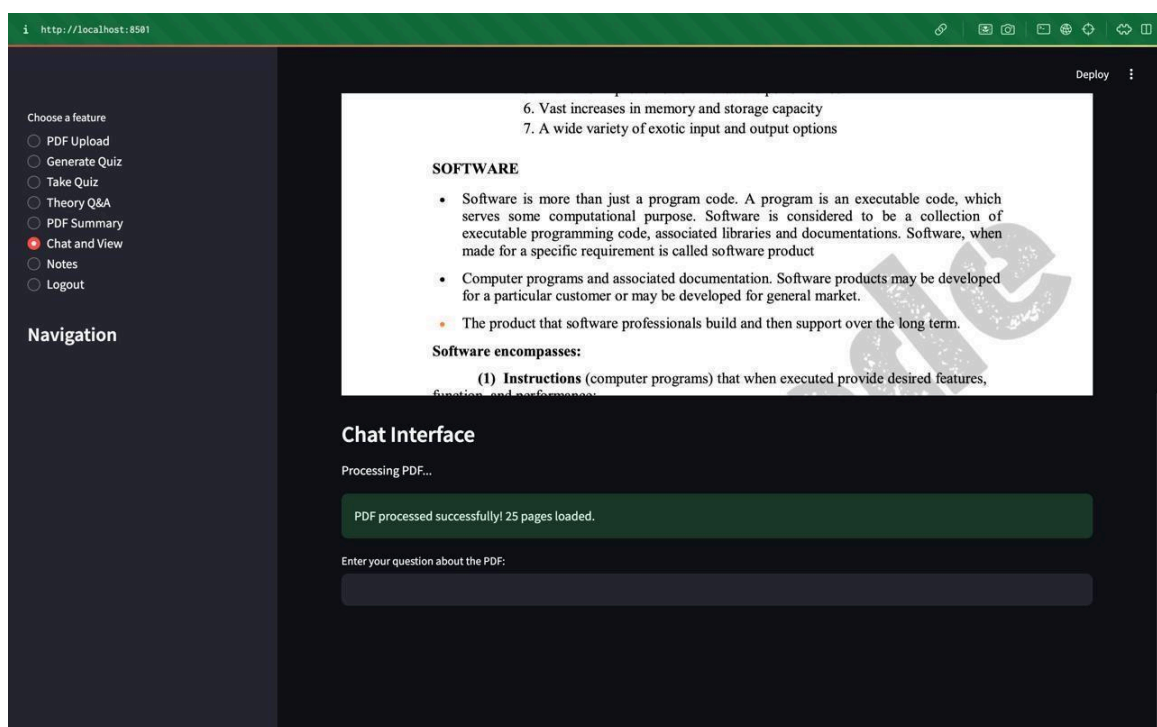 i http://localhost:8501
Deploy
Choose a feature
PDF Upload
Generate Quiz
Take Quiz
Theory Q&A
PDF Summary
Chat and View
Notes
Logout
Navigation
6. Vast increases in memory and storage capacity
7. A wide variety of exotic input and output options
SOFTWARE
• Software is more than just a program code. A program is an executable code, which
serves some computational purpose. Software is considered to be a collection of
executable programming code, associated libraries and documentations. Software, when
made for a specific requirement is called software product
• Computer programs and associated documentation. Software products may be developed
for a particular customer or may be developed for general market.
• The product that software professionals build and then support over the long term.
Software encompasses:
(1) Instructions (computer programs) that when executed provide desired features,
function, and performance;
Chat Interface
Processing PDF...
PDF processed successfully! 25 pages loaded.
Enter your question about the PDF: